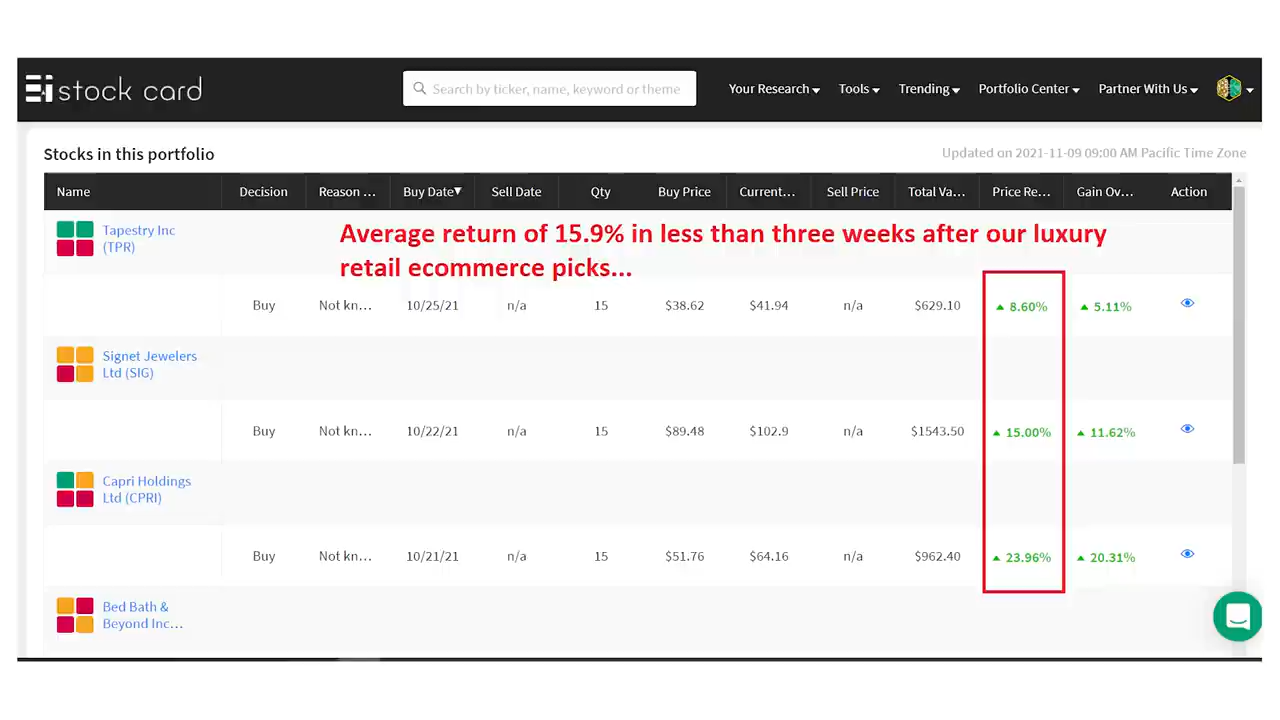 stock card
Search by ticker, name, keyword or theme
Your Research
Tools
Trending
Portfolio Center
Partner With Us
Stocks in this portfolio
Updated on 2021-11-09 09:00 AM Pacific Time Zone
Name Decision Reason ... Buy Date▼ Sell Date Qty Buy Price Current... Sell Price Total Va... Price Re... Gain Ov... Action
Tapestry Inc
(TPR)
Average return of 15.9% in less than three weeks after our luxury
retail ecommerce picks...
Buy Not kn... 10/25/21 n/a 15 $38.62 $41.94 n/a $629.10 ▲ 8.60% ▲ 5.11%
Signet Jewelers
Ltd (SIG)
Buy Not kn... 10/22/21 n/a 15 $89.48 $102.9 n/a $1543.50 ▲ 15.00% ▲ 11.62%
Capri Holdings
Ltd (CPRI)
Buy Not kn... 10/21/21 n/a 15 $51.76 $64.16 n/a $962.40 ▲ 23.96% ▲ 20.31%
Bed Bath &
Beyond Inc...